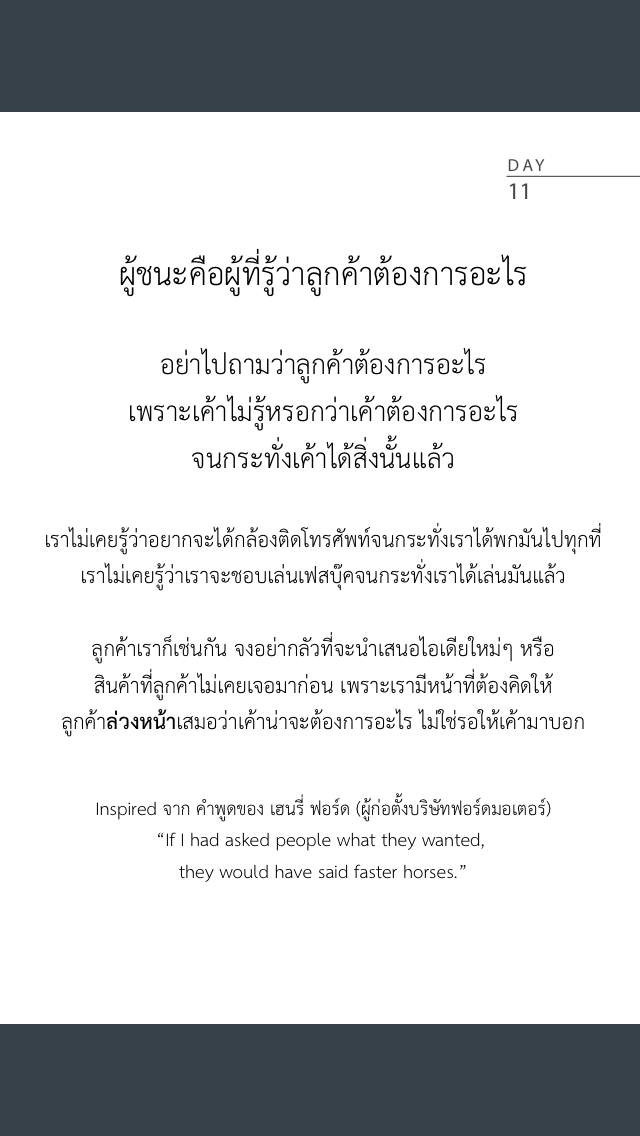 DAY
11
ผู้ชนะคือผู้ที่รู้ว่าลูกค้าต้องการอะไร
อย่าไปถามว่าลูกค้าต้องการอะไร
เพราะเค้าไม่รู้หรอกว่าเค้าต้องการอะไร
จนกระทั่งเค้าได้สิ่งนั้นแล้ว
เราไม่เคยรู้ว่าอยากจะได้กล้องติดโทรศัพท์จนกระทั่งเราได้พกมันไปทุกที่
เราไม่เคยรู้ว่าเราจะชอบเล่นเฟสบุ๊คจนกระทั่งเราได้เล่นมันแล้ว
ลูกค้าเราก็เช่นกัน จงอย่ากลัวที่จะนำเสนอไอเดียใหม่ๆ หรือ
สินค้าที่ลูกค้าไม่เคยเจอมาก่อน เพราะเรามีหน้าที่ต้องคิดให้
ลูกค้าล่วงหน้าเสมอว่าเค้าน่าจะต้องการอะไร ไม่ใช่รอให้เค้ามาบอก
Inspired จาก คำพูดของ เฮนรี่ ฟอร์ด (ผู้ก่อตั้งบริษัทฟอร์ดมอเตอร์)
“If I had asked people what they wanted,
they would have said faster horses.”